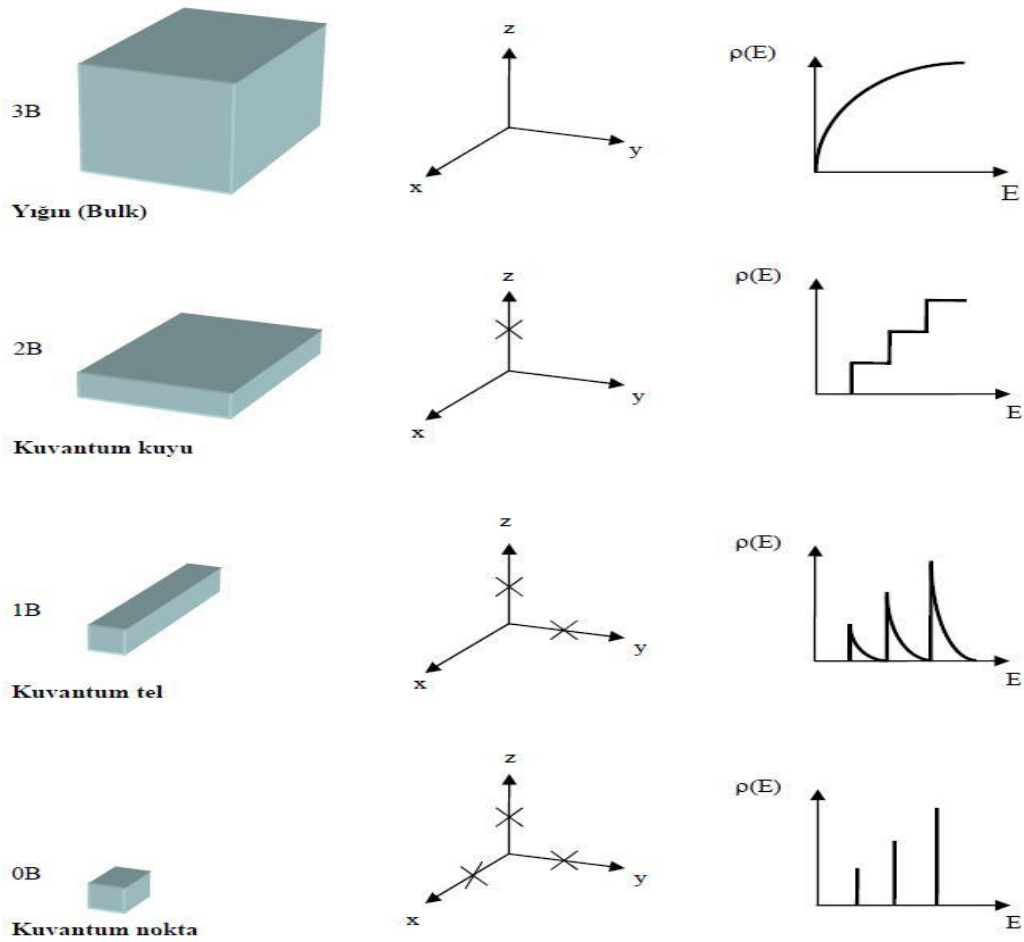 z
ρ(E)
3B
y
x
E
Yığın (Bulk)
z
ρ(E)
2B
y
x
E
Kuvantum kuyu
z
ρ(E)
1B
y
x
E
Kuvantum tel
z
ρ(E)
0B
y
x
E
Kuvantum nokta